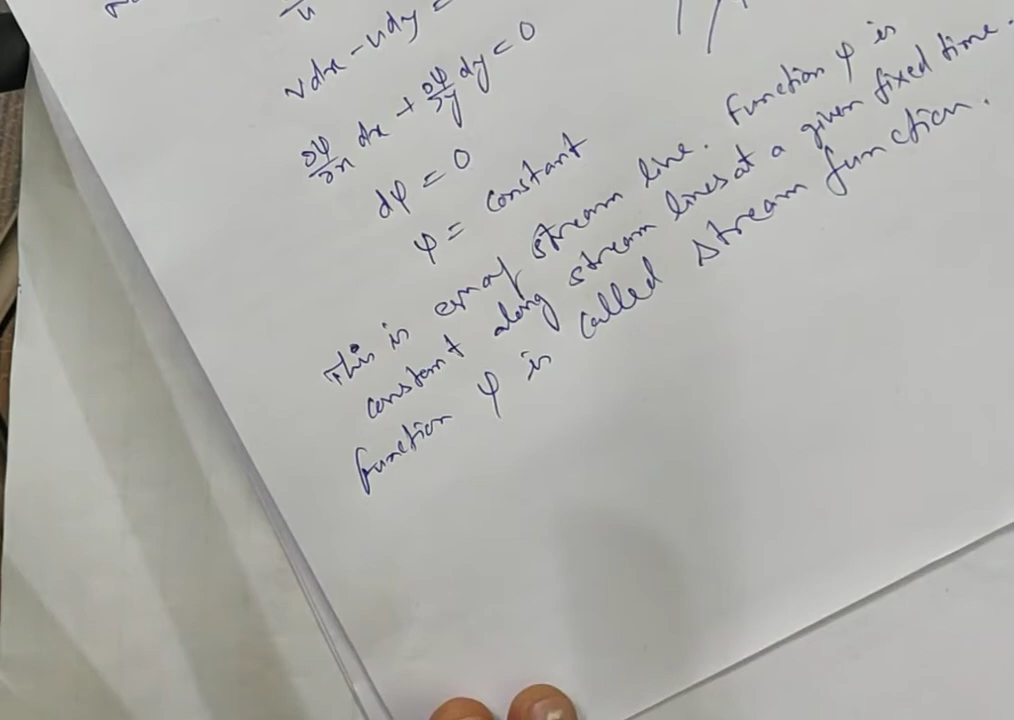 u
vdx - udy =
∂ψ/∂x dx + ∂ψ/∂y dy = 0
dψ = 0
ψ = constant
This is eqn of stream line. Function ψ is
constant along stream lines at a given fixed time.
function ψ is called stream function.